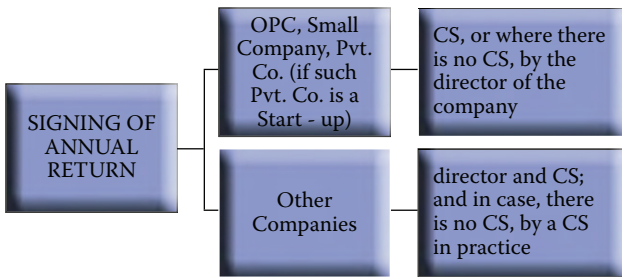 SIGNING OF
ANNUAL
RETURN
OPC, Small
Company, Pvt.
Co. (if such
Pvt. Co. is a
Start - up)
CS, or where there
is no CS, by the
director of the
company
Other
Companies
director and CS;
and in case, there
is no CS, by a CS
in practice